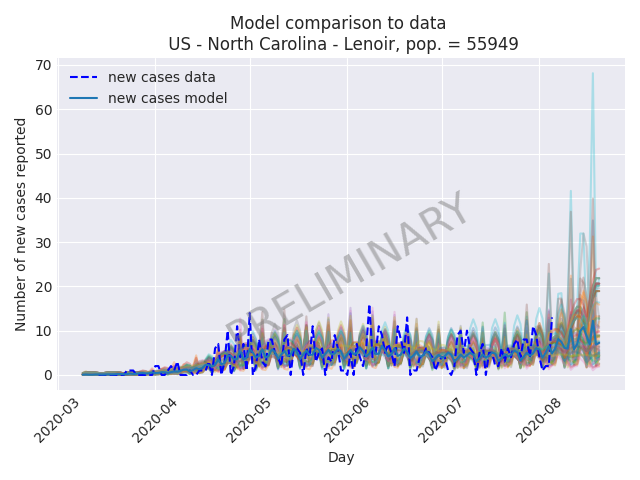 Model comparison to data
US - North Carolina - Lenoir, pop. = 55949
70
60
50
40
30
20
10
0
Number of new cases reported
new cases data
new cases model
PRELIMINARY
2020-03
2020-04
2020-05
2020-06
2020-07
2020-08
Day